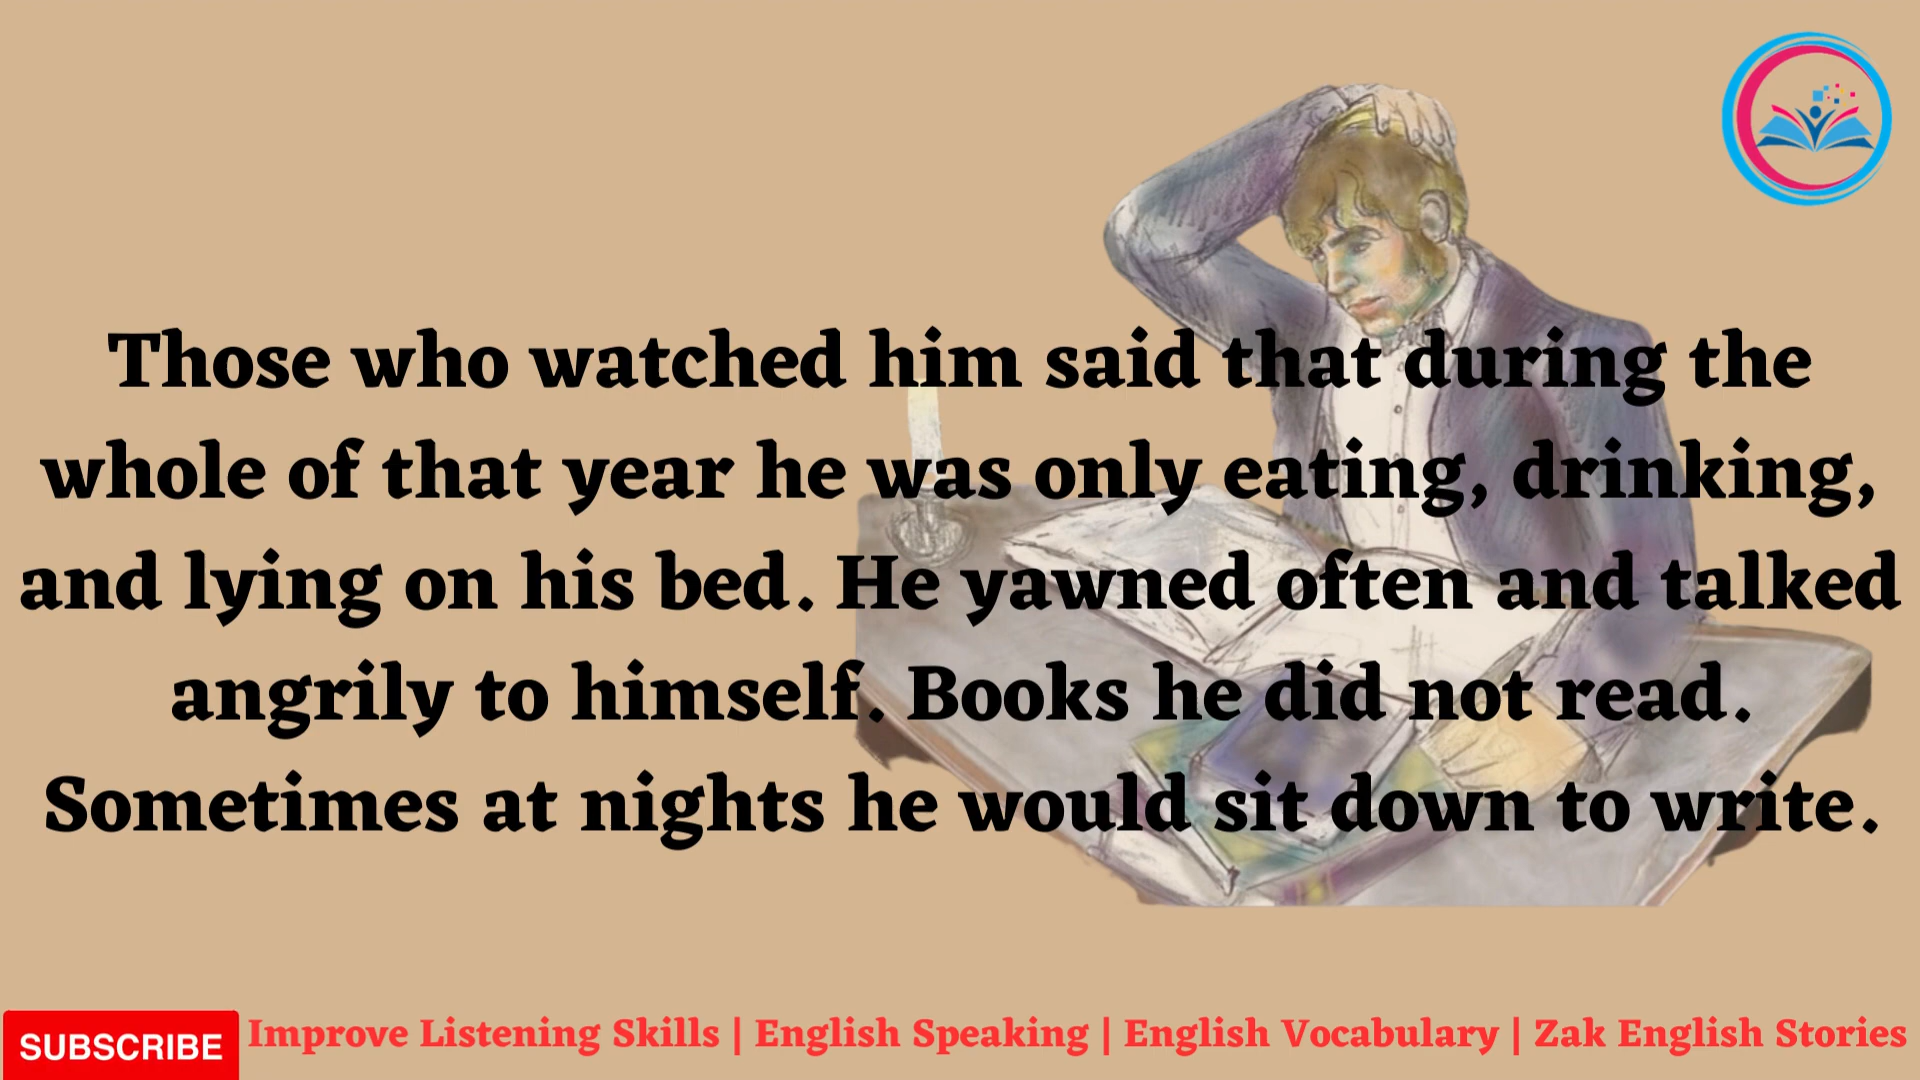 Those who watched him said that during the
whole of that year he was only eating, drinking,
and lying on his bed. He yawned often and talked
angrily to himself. Books he did not read.
Sometimes at nights he would sit down to write.
SUBSCRIBE Improve Listening Skills | English Speaking | English Vocabulary | Zak English Stories